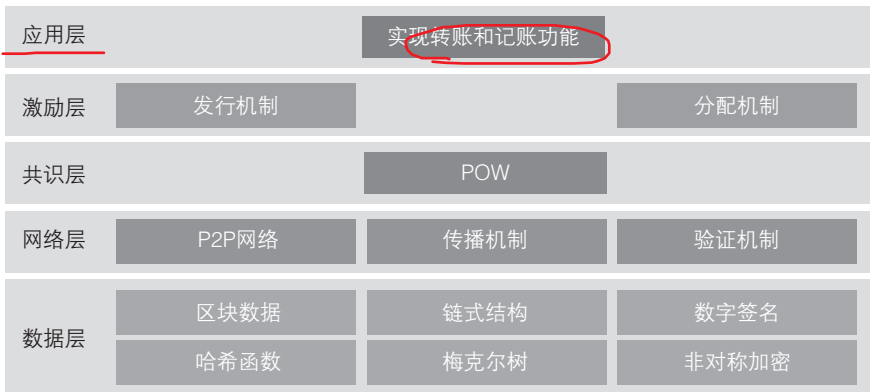 应用层 实现转账和记账功能
激励层 发行机制 分配机制
共识层 POW
网络层 P2P网络 传播机制 验证机制
数据层
区块数据 链式结构 数字签名
哈希函数 梅克尔树 非对称加密